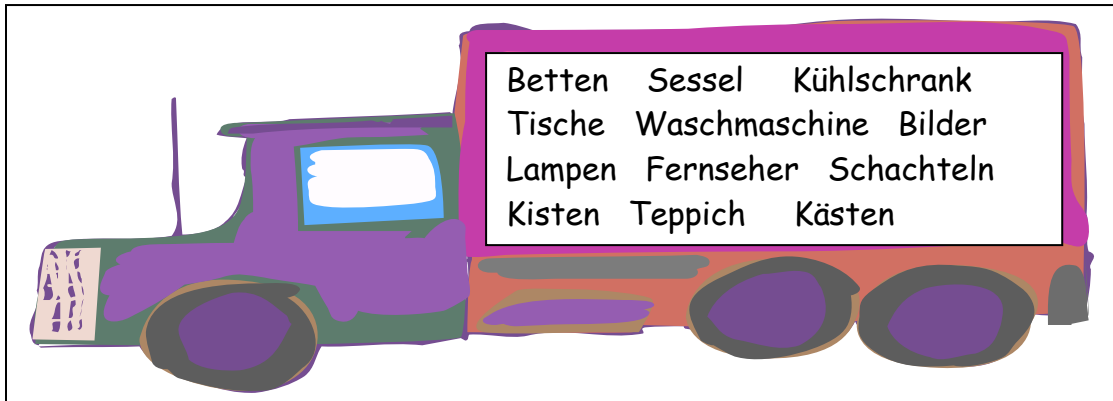 Betten Sessel Kühlschrank
Tische Waschmaschine Bilder
Lampen Fernseher Schachteln
Kisten Teppich Kästen